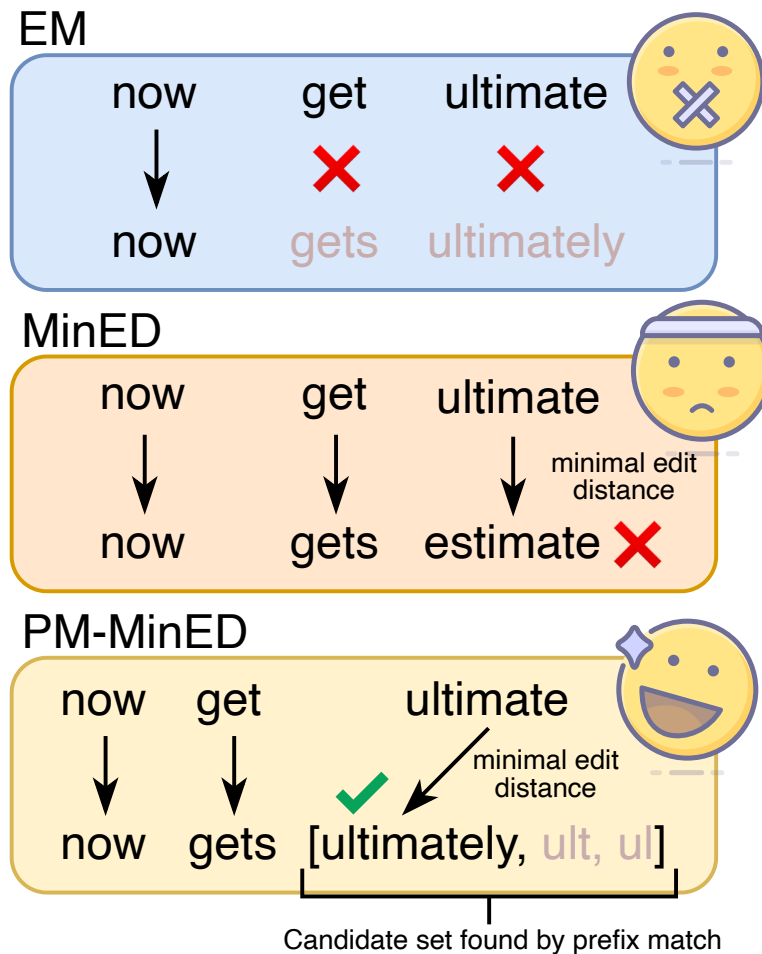 EM
now get ultimate
now gets ultimately
MinED
now get ultimate
minimal edit
distance
now gets estimate
PM-MinED
now get ultimate
minimal edit
distance
now gets [ultimately, ult, ul]
Candidate set found by prefix match